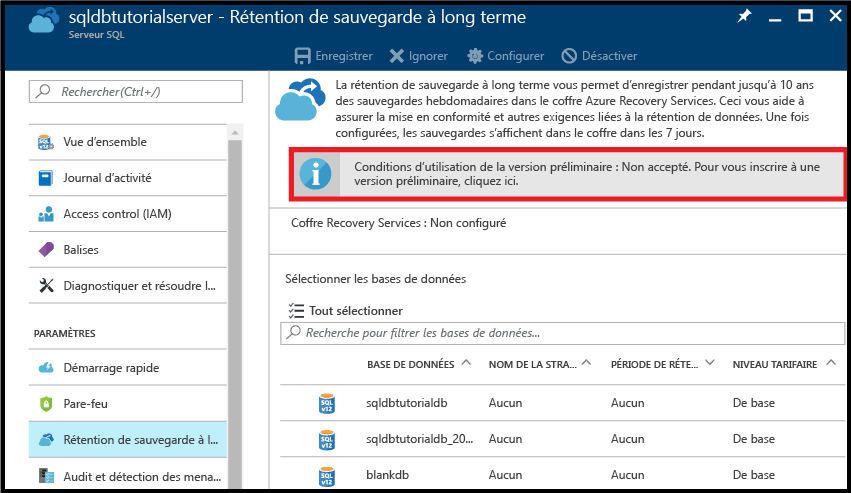 sqldbtutorialserver - Rétention de sauvegarde à long terme
Serveur SQL
Enregistrer
Ignorer
Configurer
Désactiver
Rechercher(Ctrl+/)
Vue d'ensemble
Journal d'activité
Access control (IAM)
Balises
Diagnostiquer et résoudre l...
PARAMÈTRES
Démarrage rapide
Pare-feu
Rétention de sauvegarde à l...
Audit et détection des mena...
La rétention de sauvegarde à long terme vous permet d'enregistrer pendant jusqu'à 10 ans
des sauvegardes hebdomadaires dans le coffre Azure Recovery Services. Ceci vous aide à
assurer la mise en conformité et autres exigences liées à la rétention de données. Une fois
configurées, les sauvegardes s'affichent dans le coffre dans les 7 jours.
Conditions d'utilisation de la version préliminaire : Non accepté. Pour vous inscrire à une
version préliminaire, cliquez ici.
Coffre Recovery Services : Non configuré
Sélectionner les bases de données
Tout sélectionner
Recherche pour filtrer les bases de données...
BASE DE DONNÉES NOM DE LA STRA... PÉRIODE DE RÉTE... NIVEAU TARIFAIRE
SQL
v12
sqldbtutorialdb Aucun Aucun De base
SQL
v12
sqldbtutorialdb_20... Aucun Aucun De base
SQL
v12
blankdb Aucun Aucun De base